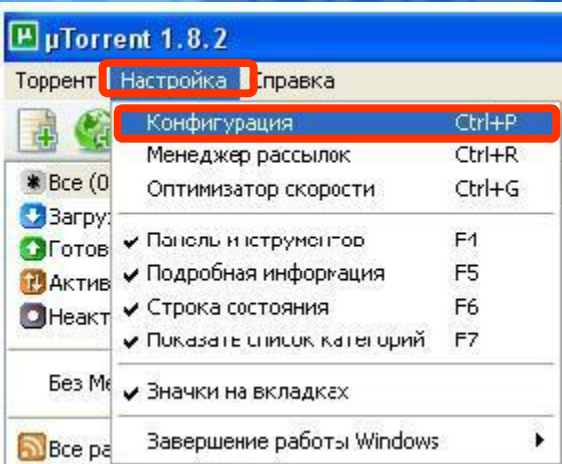 µTorrent 1.8.2
Торрент Настройка Справка
Конфигурация Ctrl+P
Менеджер рассылок Ctrl+R
Все (0
Оптимизатор скорости Ctrl+G
Загру
Панель инструментов F4
Готов
Подробная информация F5
Актив
Строка состояния F6
Неакт
Показать список категорий F7
Без Ме
Значки на вкладках
Все ра
Завершение работы Windows